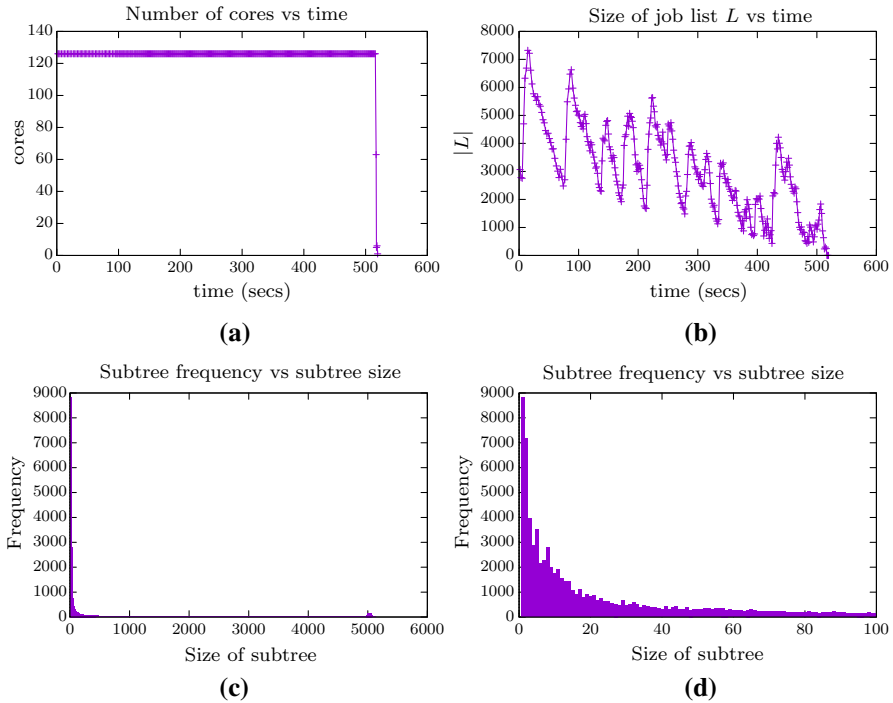 Number of cores vs time
140
120
100
80
60
40
20
0
cores
0 100 200 300 400 500 600
time (secs)
(a)
Size of job list L vs time
8000
7000
6000
5000
4000
3000
2000
1000
0
|L|
0 100 200 300 400 500 600
time (secs)
(b)
Subtree frequency vs subtree size
9000
8000
7000
6000
5000
4000
3000
2000
1000
0
Frequency
0 1000 2000 3000 4000 5000 6000
Size of subtree
(c)
Subtree frequency vs subtree size
9000
8000
7000
6000
5000
4000
3000
2000
1000
0
Frequency
0 20 40 60 80 100
Size of subtree
(d)